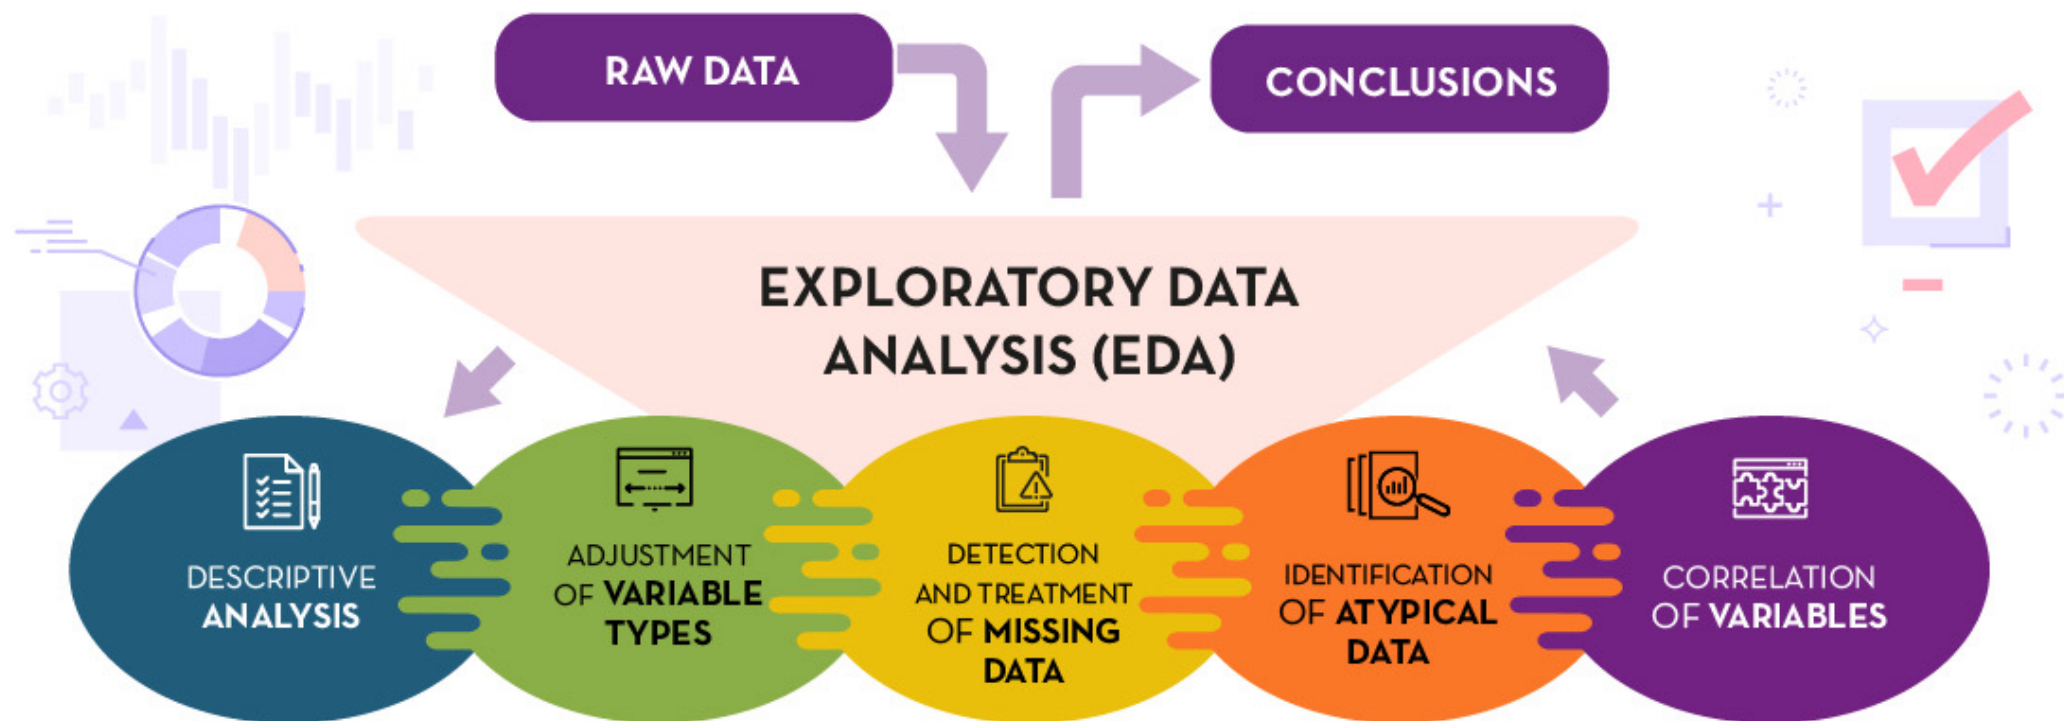 RAW DATA
CONCLUSIONS
EXPLORATORY DATA
ANALYSIS (EDA)
DESCRIPTIVE
ANALYSIS
ADJUSTMENT
OF VARIABLE
TYPES
DETECTION
AND TREATMENT
OF MISSING
DATA
IDENTIFICATION
OF ATYPICAL
DATA
CORRELATION
OF VARIABLES